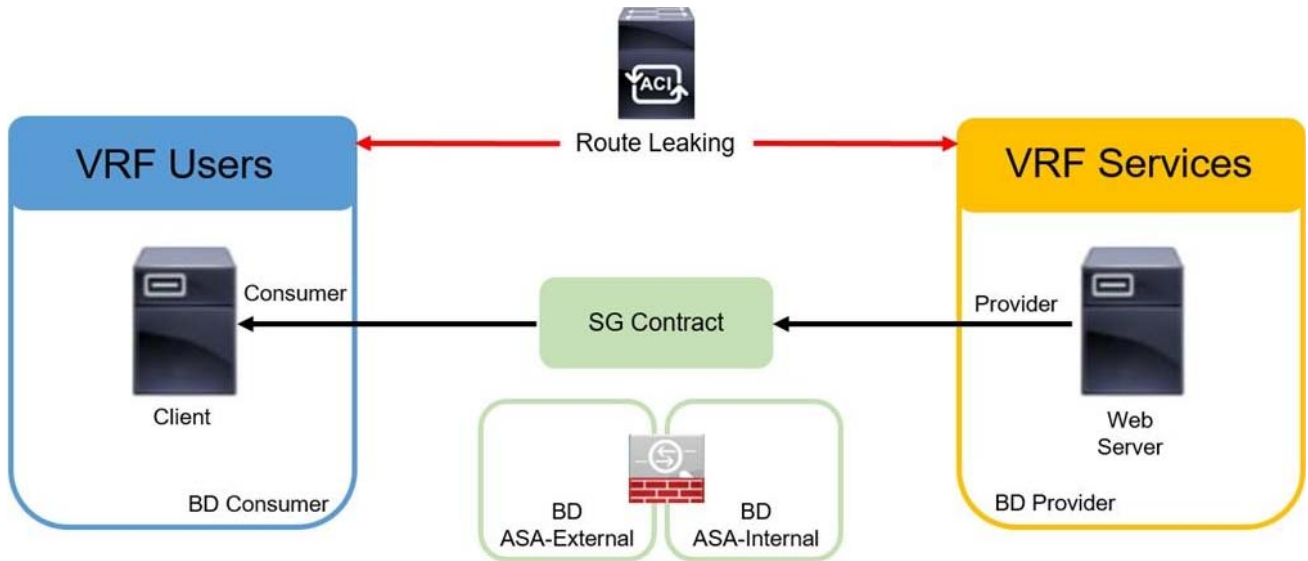 ACI
Route Leaking
VRF Users
VRF Services
Consumer
SG Contract
Provider
Client
Web
Server
BD Consumer
BD
ASA-External
BD
ASA-Internal
BD Provider